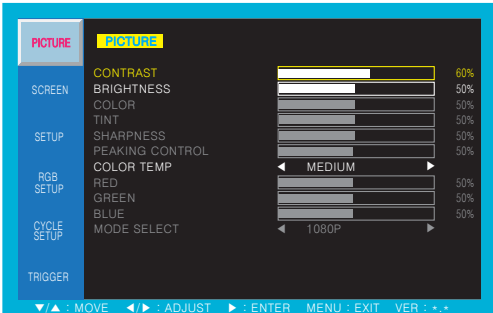 PICTURE
SCREEN
SETUP
RGB
SETUP
CYCLE
SETUP
TRIGGER
PICTURE
CONTRAST 60%
BRIGHTNESS 50%
COLOR 50%
TINT 50%
SHARPNESS 50%
PEAKING CONTROL 50%
COLOR TEMP ◀ MEDIUM ▶
RED 50%
GREEN 50%
BLUE 50%
MODE SELECT ◀ 1080P ▶
▼/▲ : MOVE ◀/▶ : ADJUST ▶ : ENTER MENU : EXIT VER : *.*